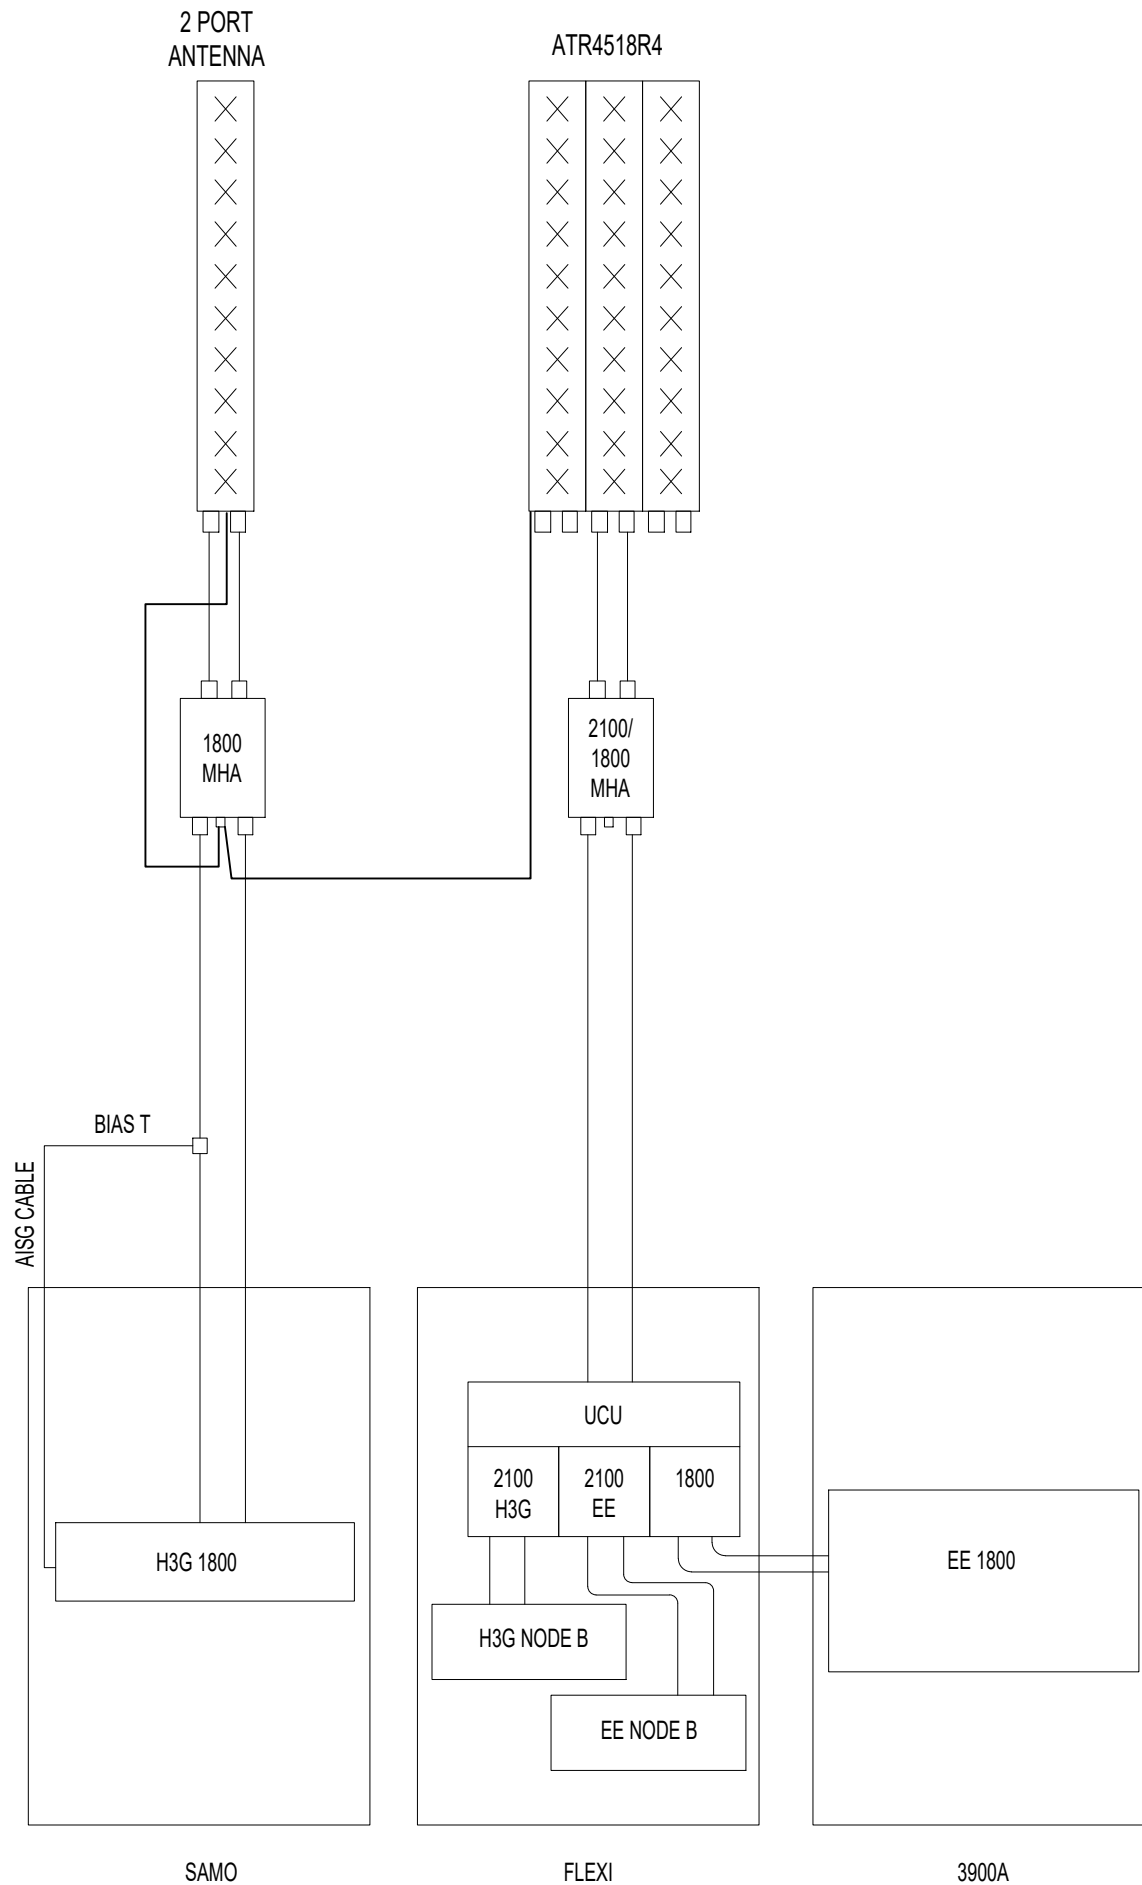 2 PORT
ANTENNA
ATR4518R4
1800
MHA
2100/
1800
MHA
BIAS T
AISG CABLE
UCU
2100
H3G
2100
EE
1800
H3G 1800
EE 1800
H3G NODE B
EE NODE B
SAMO
FLEXI
3900A